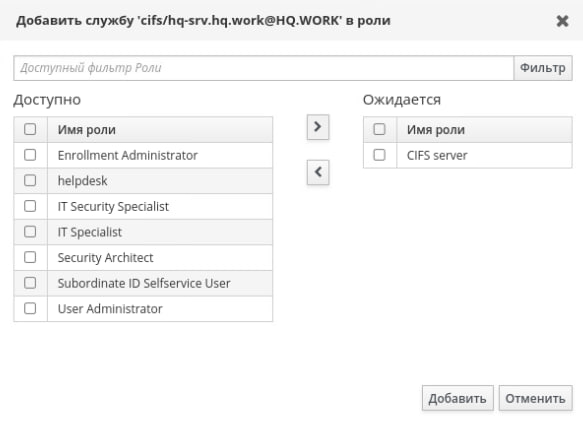 Добавить службу 'cifs/hq-srv.hq.work@HQ.WORK' в роли
Доступный фильтр Роли
Фильтр
Доступно
Имя роли
Enrollment Administrator
helpdesk
IT Security Specialist
IT Specialist
Security Architect
Subordinate ID Selfservice User
User Administrator
Ожидается
Имя роли
CIFS server
Добавить
Отменить